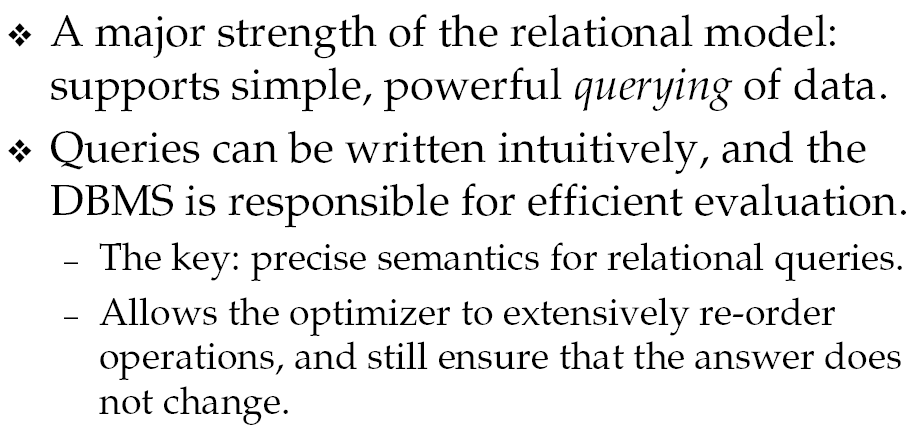 ❖ A major strength of the relational model:
supports simple, powerful querying of data.
❖ Queries can be written intuitively, and the
DBMS is responsible for efficient evaluation.
– The key: precise semantics for relational queries.
– Allows the optimizer to extensively re-order
operations, and still ensure that the answer does
not change.